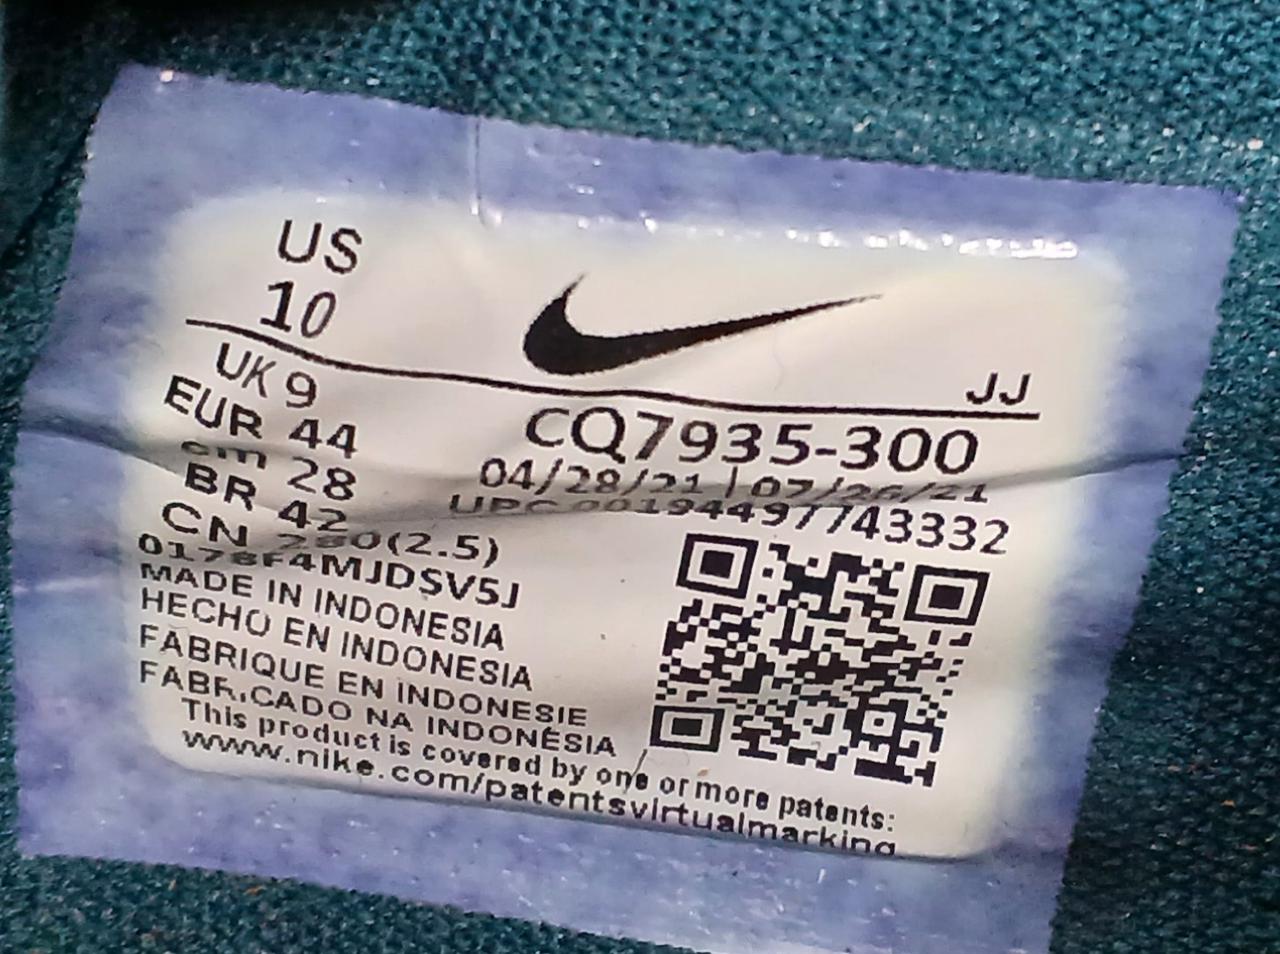 US
10
UK 9
EUR 44
cm 28
BR 42
CN 280(2.5)
JJ
CQ7935-300
04/28/21 | 07/26/21
UPC 00194497743332
0178F4MJDSV5J
MADE IN INDONESIA
HECHO EN INDONESIA
FABRIQUE EN INDONESIE
FABRICADO NA INDONÉSIA
This product is covered by one or more patents:
www.nike.com/patentsvirtualmarking